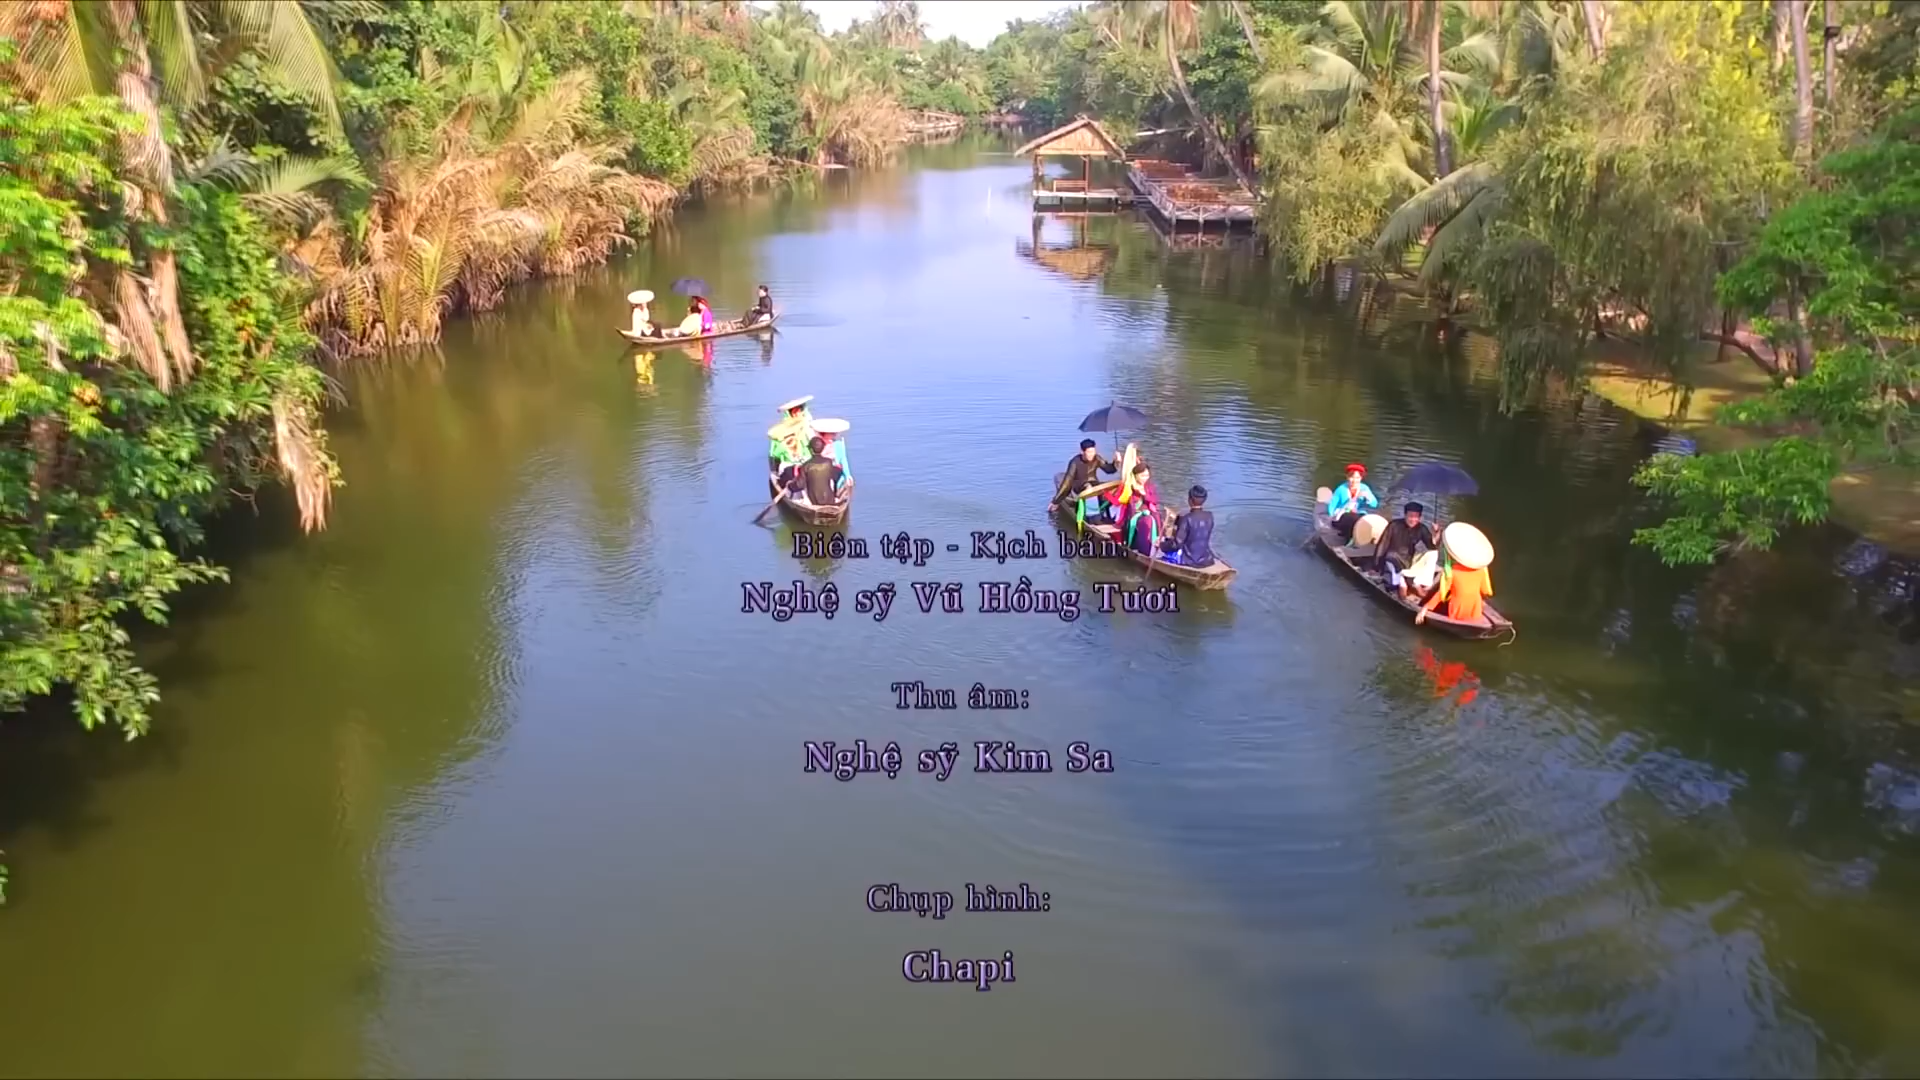 Biên tập - Kịch bản:
Nghệ sỹ Vũ Hồng Tươi
Thu âm:
Nghệ sỹ Kim Sa
Chụp hình:
Chapi